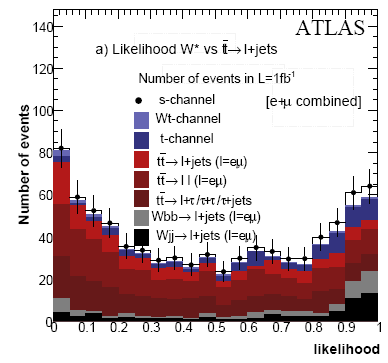 ATLAS
a) Likelihood W* vs tt̄→ l+jets
Number of events in L=1fb⁻¹
s-channel
[e+μ combined]
Wt-channel
t-channel
tt̄→ l+jets (l=eμ)
tt̄→ l l (l=eμ)
tt̄→ l+τ /τ+τ /τ+jets
Wbb→ l+jets (l=eμ)
Wjj→ l+jets (l=eμ)
Number of events
140
120
100
80
60
40
20
0
0 0.1 0.2 0.3 0.4 0.5 0.6 0.7 0.8 0.9 1
likelihood